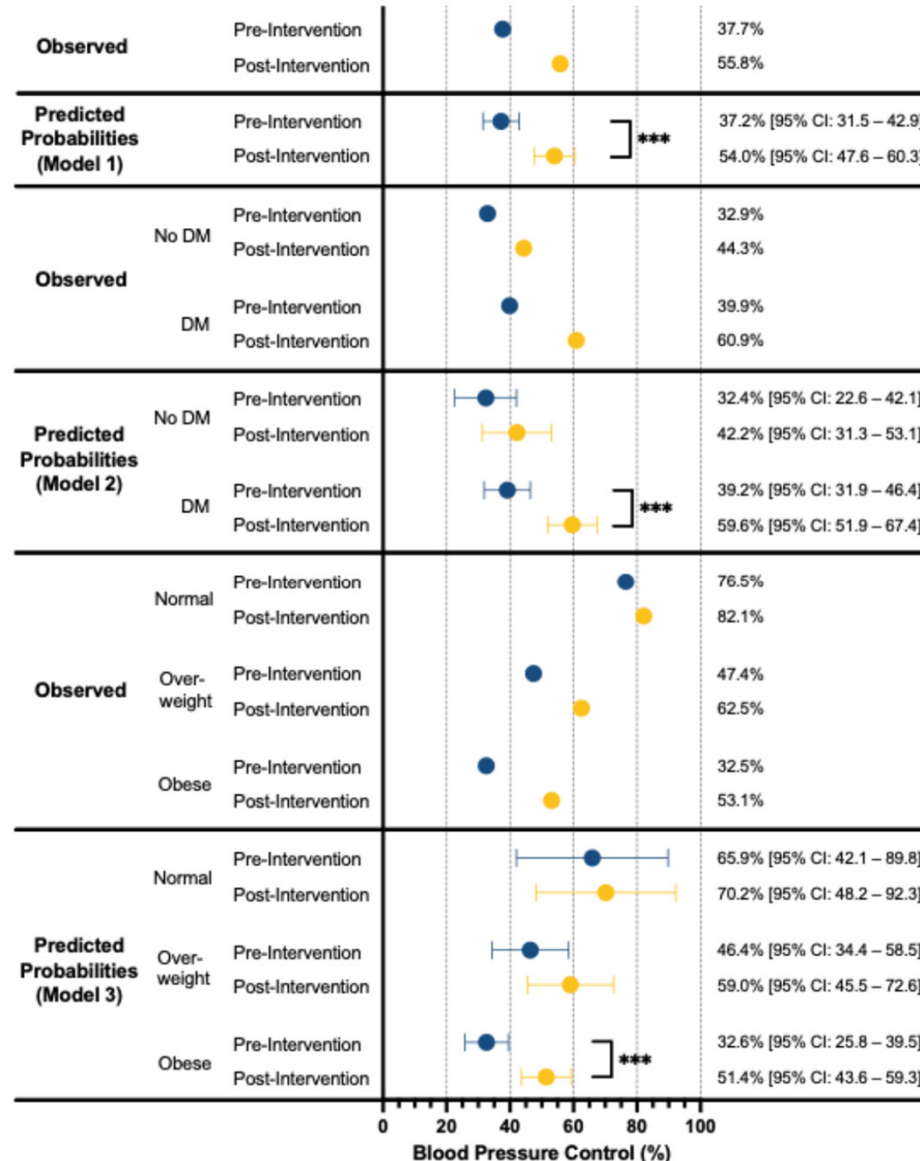 Observed
Pre-Intervention 37.7%
Post-Intervention 55.8%
Predicted
Probabilities
(Model 1)
Pre-Intervention *** 37.2% [95% CI: 31.5 – 42.9]
Post-Intervention 54.0% [95% CI: 47.6 – 60.3]
Observed
No DM
Pre-Intervention 32.9%
Post-Intervention 44.3%
DM
Pre-Intervention 39.9%
Post-Intervention 60.9%
Predicted
Probabilities
(Model 2)
No DM
Pre-Intervention 32.4% [95% CI: 22.6 – 42.1]
Post-Intervention 42.2% [95% CI: 31.3 – 53.1]
DM
Pre-Intervention *** 39.2% [95% CI: 31.9 – 46.4]
Post-Intervention 59.6% [95% CI: 51.9 – 67.4]
Observed
Normal
Pre-Intervention 76.5%
Post-Intervention 82.1%
Over-
weight
Pre-Intervention 47.4%
Post-Intervention 62.5%
Obese
Pre-Intervention 32.5%
Post-Intervention 53.1%
Predicted
Probabilities
(Model 3)
Normal
Pre-Intervention 65.9% [95% CI: 42.1 – 89.8]
Post-Intervention 70.2% [95% CI: 48.2 – 92.3]
Over-
weight
Pre-Intervention 46.4% [95% CI: 34.4 – 58.5]
Post-Intervention 59.0% [95% CI: 45.5 – 72.6]
Obese
Pre-Intervention *** 32.6% [95% CI: 25.8 – 39.5]
Post-Intervention 51.4% [95% CI: 43.6 – 59.3]
0 20 40 60 80 100
Blood Pressure Control (%)